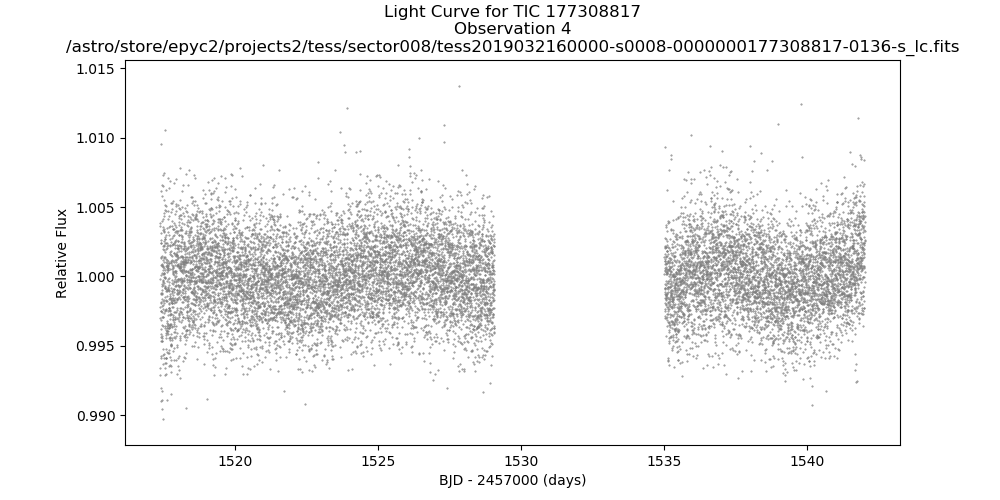 Light Curve for TIC 177308817
Observation 4
/astro/store/epyc2/projects2/tess/sector008/tess2019032160000-s0008-0000000177308817-0136-s_lc.fits
1.015
1.010
1.005
1.000
0.995
0.990
Relative Flux
1520
1525
1530
1535
1540
BJD - 2457000 (days)